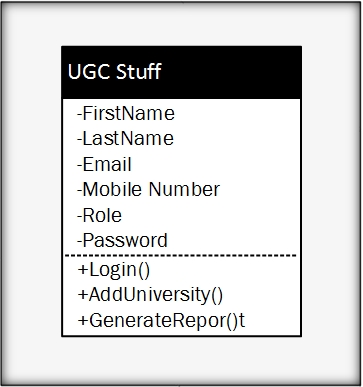 UGC Stuff
-FirstName
-LastName
-Email
-Mobile Number
-Role
-Password
+Login()
+AddUniversity()
+GenerateRepor()t